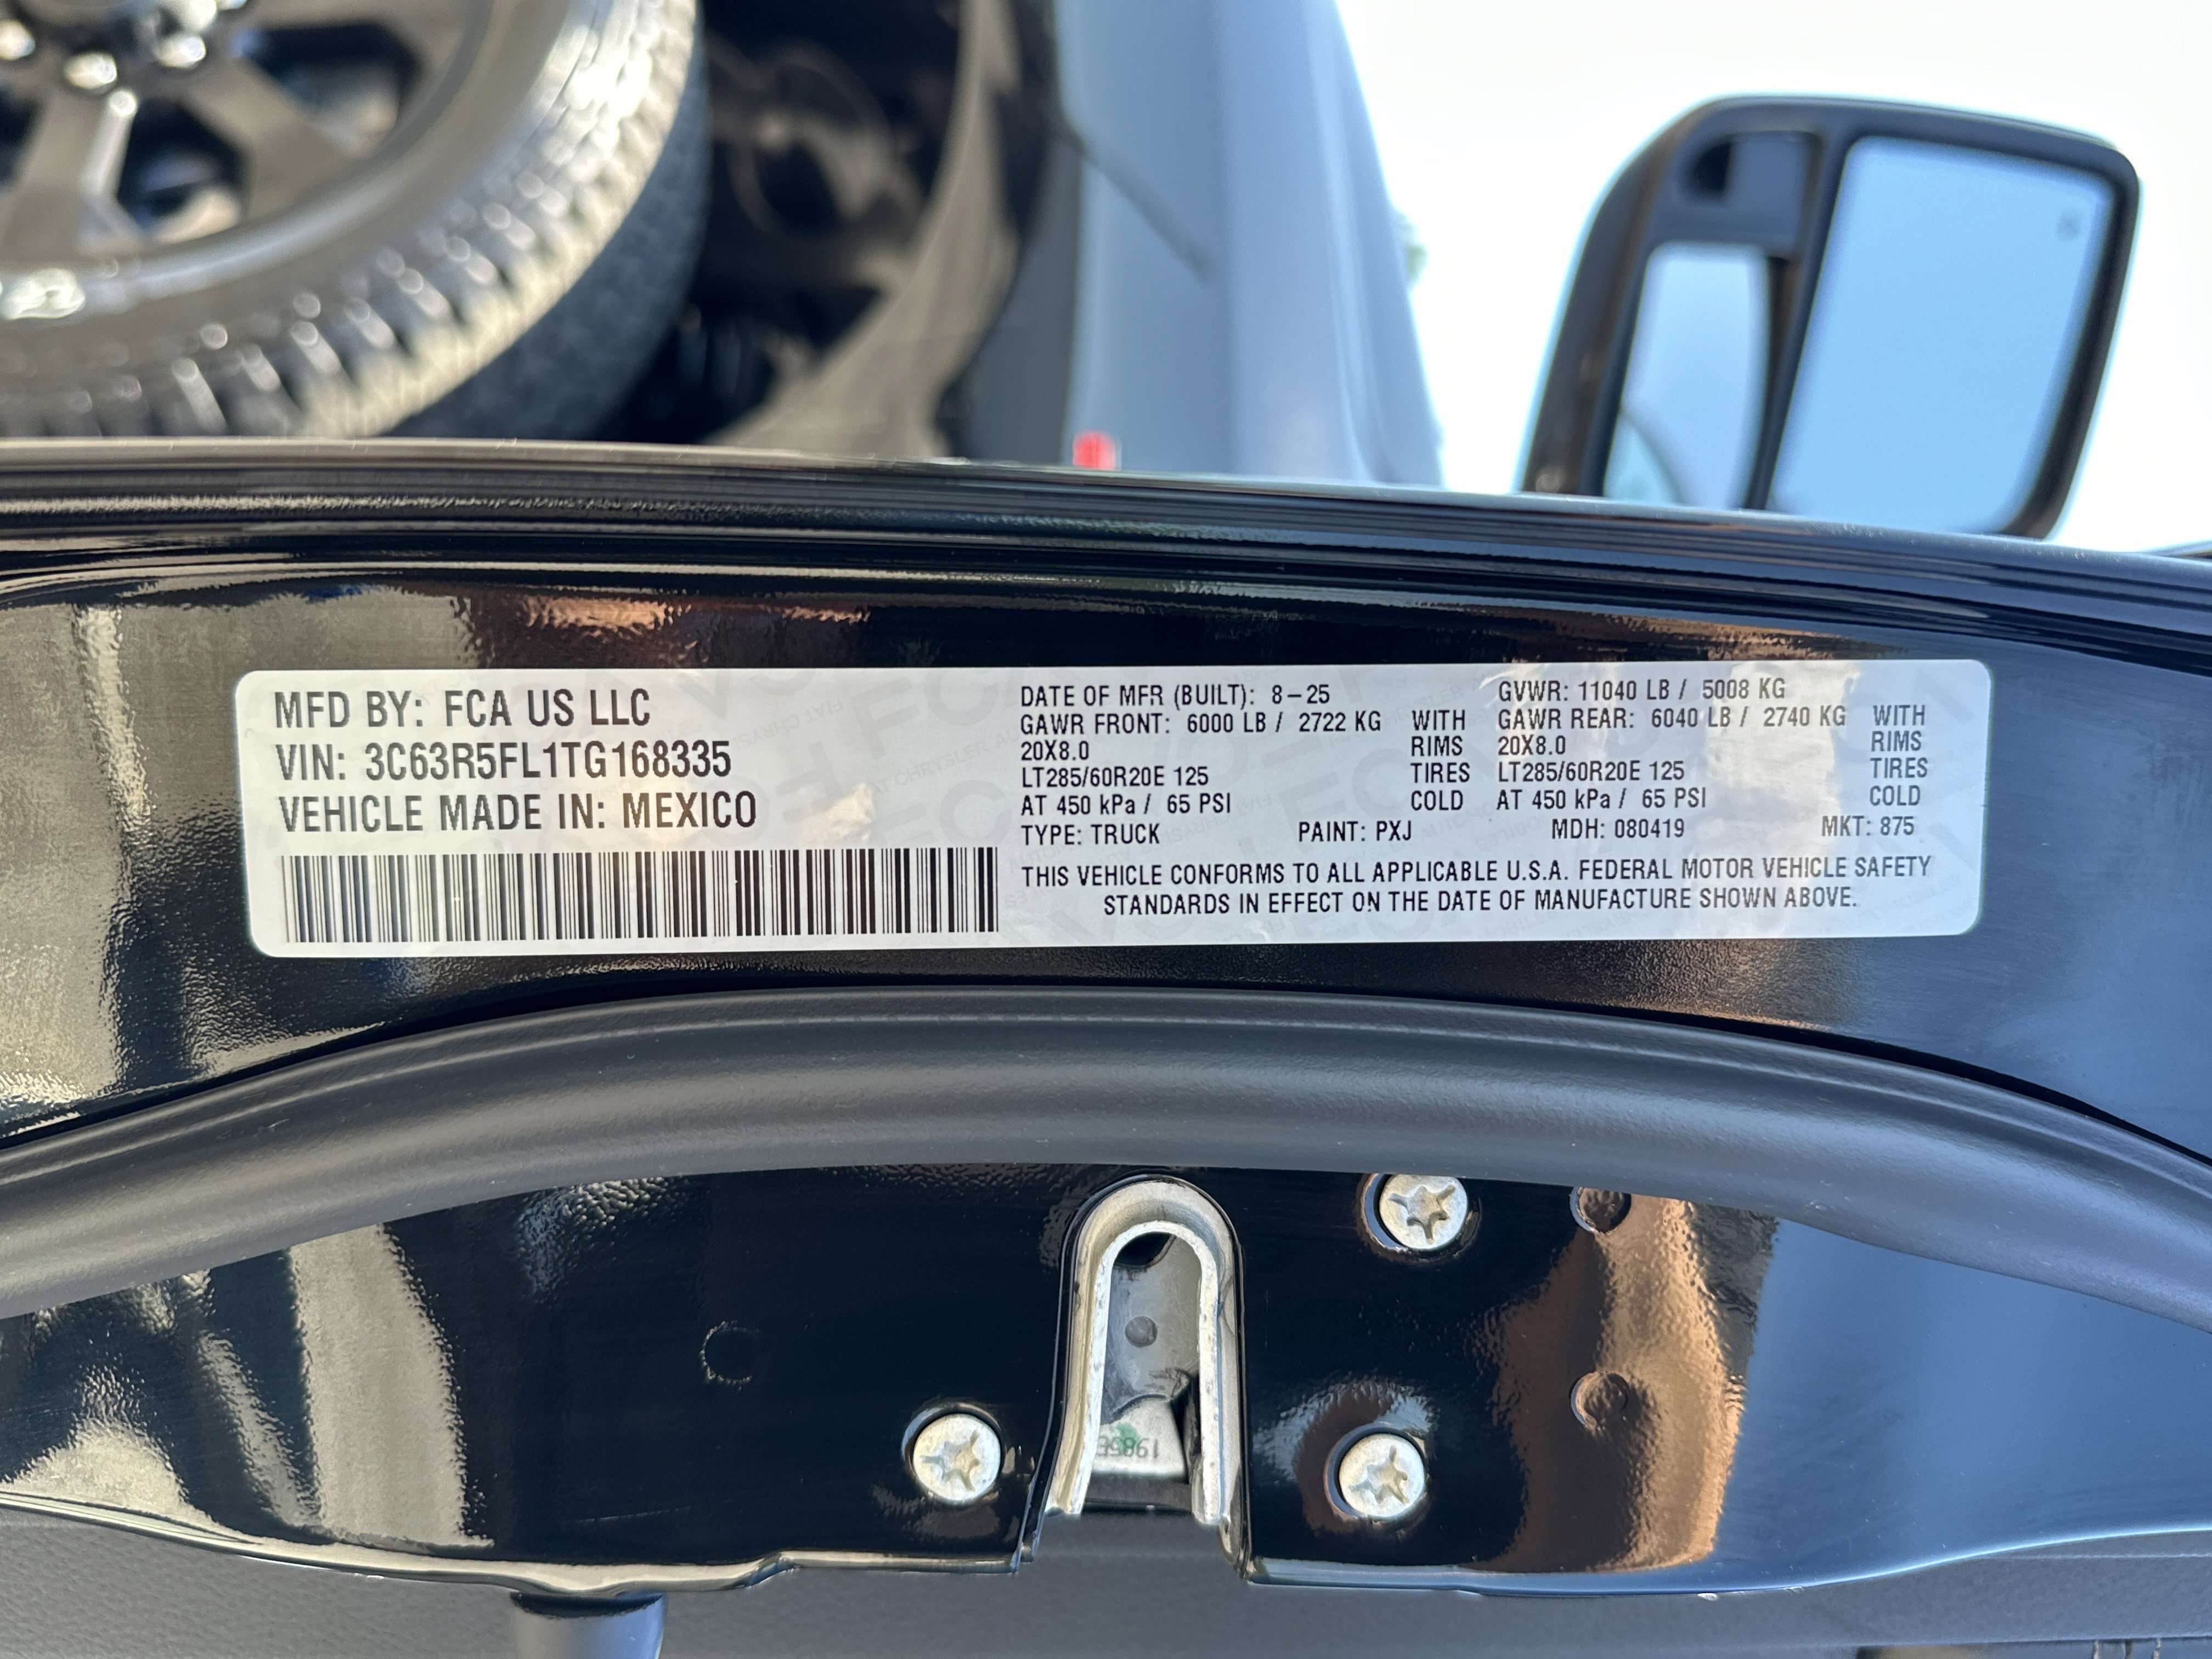 MFD BY: FCA US LLC
VIN: 3C63R5FL1TG168335
VEHICLE MADE IN: MEXICO
DATE OF MFR (BUILT): 8-25 GVWR: 11040 LB / 5008 KG
GAWR FRONT: 6000 LB / 2722 KG WITH GAWR REAR: 6040 LB / 2740 KG WITH
20X8.0 RIMS 20X8.0 RIMS
LT285/60R20E 125 TIRES LT285/60R20E 125 TIRES
AT 450 kPa / 65 PSI COLD AT 450 kPa / 65 PSI COLD
TYPE: TRUCK PAINT: PXJ MDH: 080419 MKT: 875
THIS VEHICLE CONFORMS TO ALL APPLICABLE U.S.A. FEDERAL MOTOR VEHICLE SAFETY
STANDARDS IN EFFECT ON THE DATE OF MANUFACTURE SHOWN ABOVE.